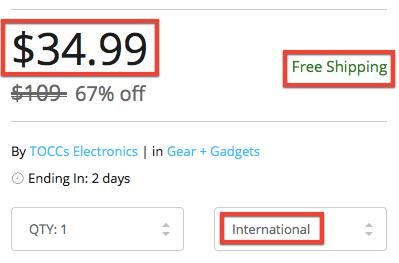 $34.99
Free Shipping
$109 67% off
By TOCCs Electronics | in Gear + Gadgets
Ending In: 2 days
QTY: 1
International